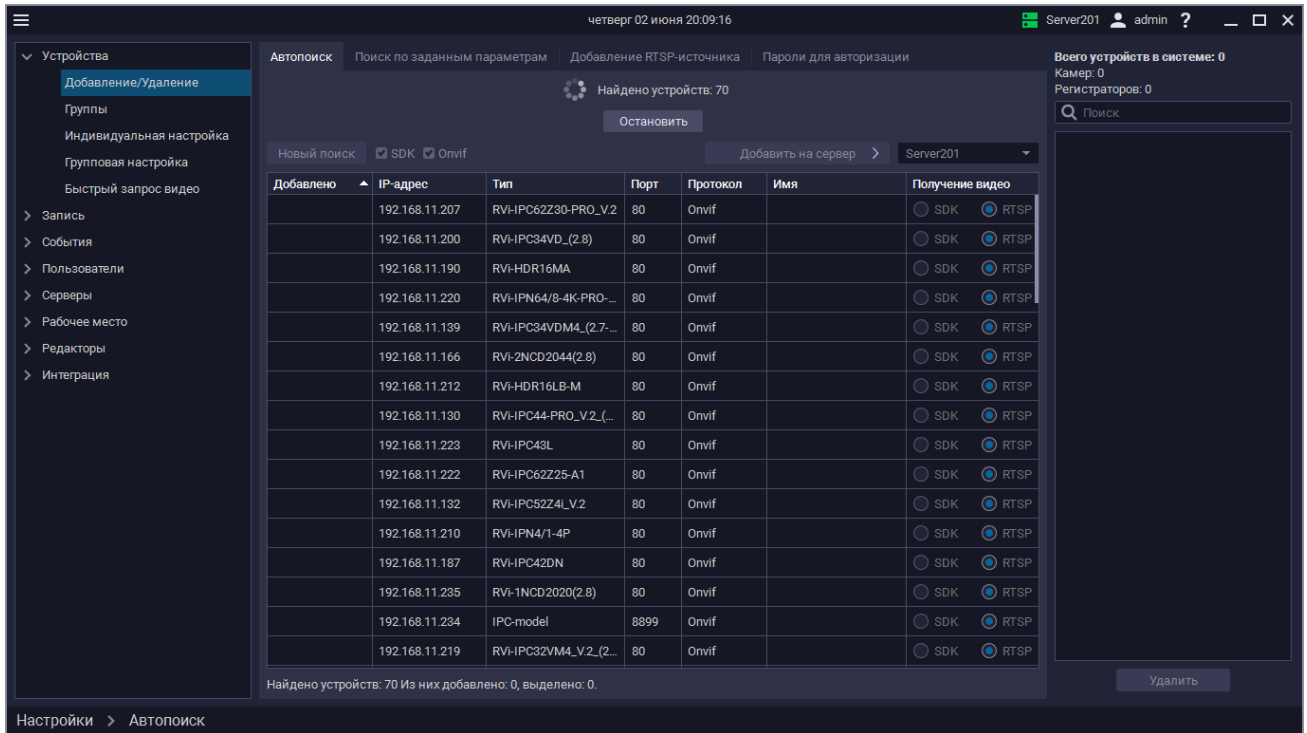 четверг 02 июня 20:09:16
Server201 admin ?
Устройства
Добавление/Удаление
Группы
Индивидуальная настройка
Групповая настройка
Быстрый запрос видео
Запись
События
Пользователи
Серверы
Рабочее место
Редакторы
Интеграция
Автопоиск Поиск по заданным параметрам Добавление RTSP-источника Пароли для авторизации
Найдено устройств: 70
Остановить
Новый поиск SDK Onvif Добавить на сервер Server201
Добавлено IP-адрес Тип Порт Протокол Имя Получение видео
192.168.11.207 RVi-IPC62Z30-PRO_V.2 80 Onvif SDK RTSP
192.168.11.200 RVi-IPC34VD_(2.8) 80 Onvif SDK RTSP
192.168.11.190 RVi-HDR16MA 80 Onvif SDK RTSP
192.168.11.220 RVi-IPN64/8-4K-PRO-... 80 Onvif SDK RTSP
192.168.11.139 RVi-IPC34VDM4_(2.7-... 80 Onvif SDK RTSP
192.168.11.166 RVi-2NCD2044(2.8) 80 Onvif SDK RTSP
192.168.11.212 RVi-HDR16LB-M 80 Onvif SDK RTSP
192.168.11.130 RVi-IPC44-PRO_V.2_(... 80 Onvif SDK RTSP
192.168.11.223 RVi-IPC43L 80 Onvif SDK RTSP
192.168.11.222 RVi-IPC62Z25-A1 80 Onvif SDK RTSP
192.168.11.132 RVi-IPC52Z4i_V.2 80 Onvif SDK RTSP
192.168.11.210 RVi-IPN4/1-4P 80 Onvif SDK RTSP
192.168.11.187 RVi-IPC42DN 80 Onvif SDK RTSP
192.168.11.235 RVi-1NCD2020(2.8) 80 Onvif SDK RTSP
192.168.11.234 IPC-model 8899 Onvif SDK RTSP
192.168.11.219 RVi-IPC32VM4_V.2_(2... 80 Onvif SDK RTSP
Найдено устройств: 70 Из них добавлено: 0, выделено: 0.
Всего устройств в системе: 0
Камер: 0
Регистраторов: 0
Поиск
Удалить
Настройки > Автопоиск